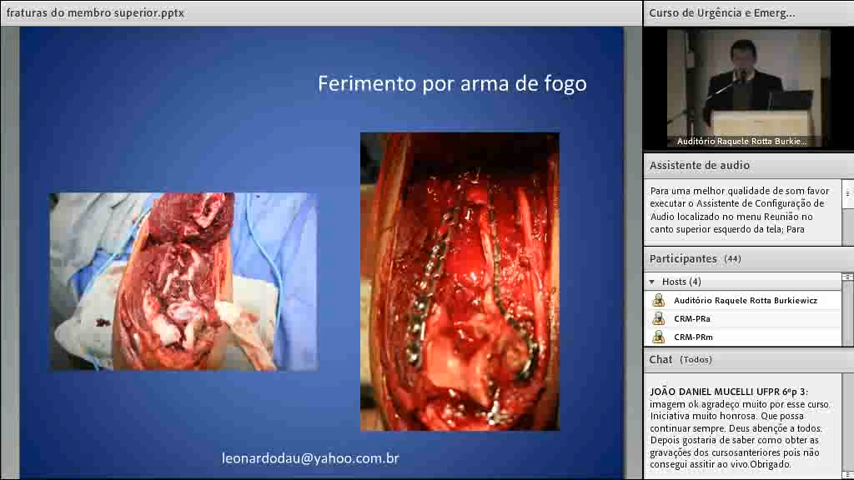 fraturas do membro superior.pptx
Ferimento por arma de fogo
leonardodau@yahoo.com.br
Curso de Urgência e Emerg...
Auditório Raquele Rotta Burkie...
Assistente de audio
Para uma melhor qualidade de som favor
executar o Assistente de Configuração de
Audio localizado no menu Reunião no
canto superior esquerdo da tela; Para
Participantes (44)
Hosts (4)
Auditório Raquele Rotta Burkiewicz
CRM-PRa
CRM-PRm
Chat (Todos)
JOÃO DANIEL MUCELLI UFPR 6ºp 3:
imagem ok agradeço muito por esse curso.
Iniciativa muito honrosa. Que possa
continuar sempre. Deus abençõe a todos.
Depois gostaria de saber como obter as
gravações dos cursosanteriores pois não
consegui assitir ao vivo.Obrigado.